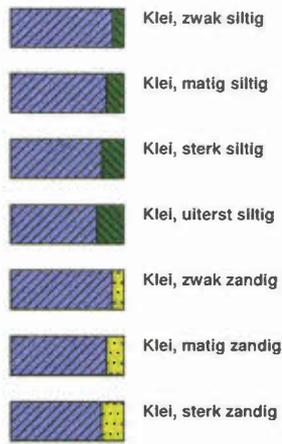 Klei, zwak siltig
Klei, matig siltig
Klei, sterk siltig
Klei, uiterst siltig
Klei, zwak zandig
Klei, matig zandig
Klei, sterk zandig